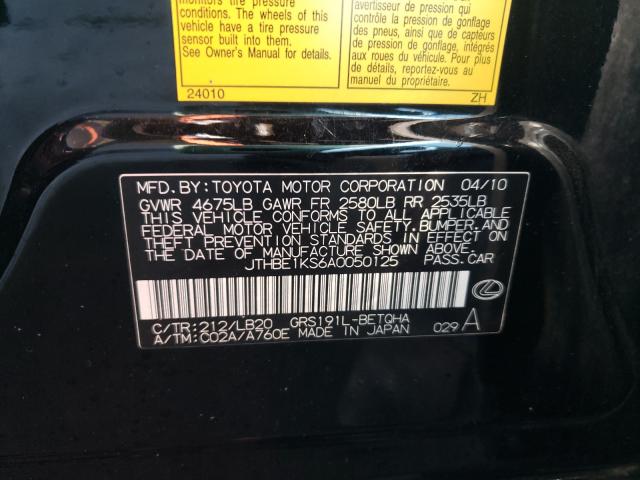 monitors tire pressure
conditions. The wheels of this
vehicle have a tire pressure
sensor built into them.
See Owner's Manual for details.
24010
avertisseur de pression qui
contrôle la pression de gonflage
des pneus, ainsi que de capteurs
de pression de gonflage, intégrés
aux roues du véhicule. Pour plus
de détails, reportez-vous au
manuel du propriétaire.
ZH
MFD.BY:TOYOTA MOTOR CORPORATION 04/10
GVWR 4675LB GAWR FR 2580LB RR 2535LB
THIS VEHICLE CONFORMS TO ALL APPLICABLE
FEDERAL MOTOR VEHICLE SAFETY,BUMPER,AND
THEFT PREVENTION STANDARDS IN EFFECT ON
THE DATE OF MANUFACTURE SHOWN ABOVE.
JTHBE1KS6A0050125 PASS.CAR
C/TR:212/LB20 GRS191L-BETQHA
A/TM:C02A/A760E MADE IN JAPAN 029 A